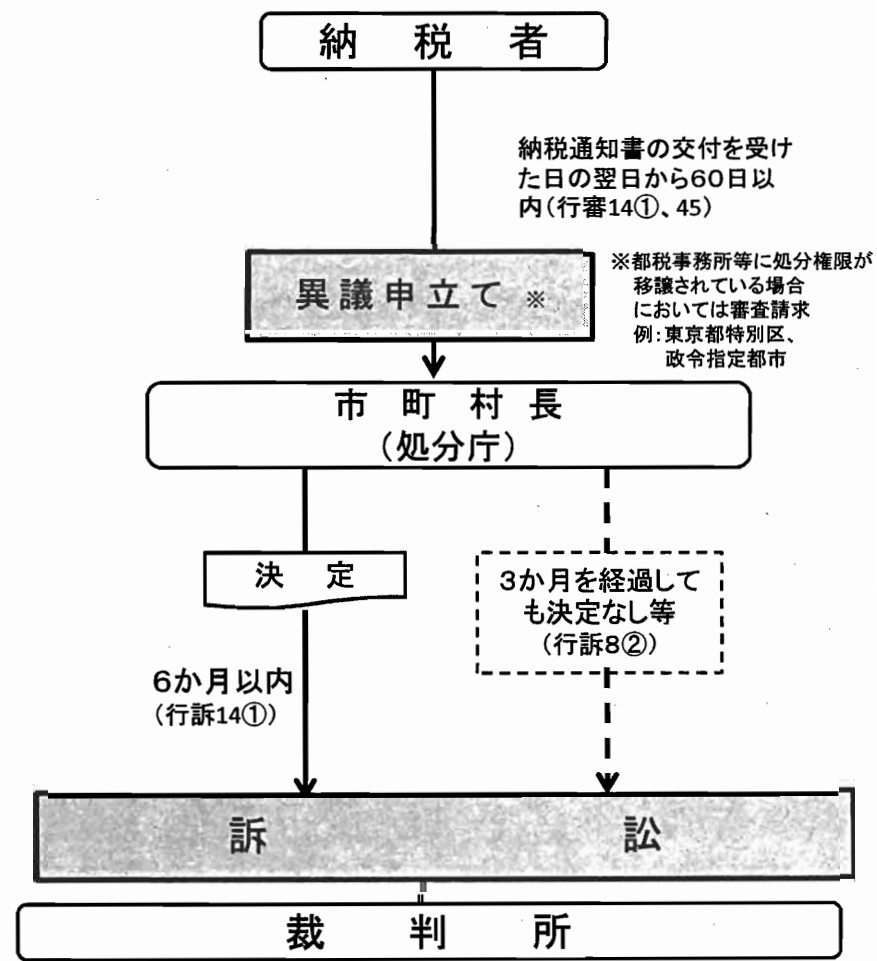 納 税 者
納税通知書の交付を受け
た日の翌日から60日以
内(行審14①、45)
異議申立て ※
※都税事務所等に処分権限が
移譲されている場合
においては審査請求
例:東京都特別区、
政令指定都市
市 町 村 長
(処分庁)
決 定
3か月を経過して
も決定なし等
(行訴8②)
6か月以内
(行訴14①)
訴 訟
裁 判 所